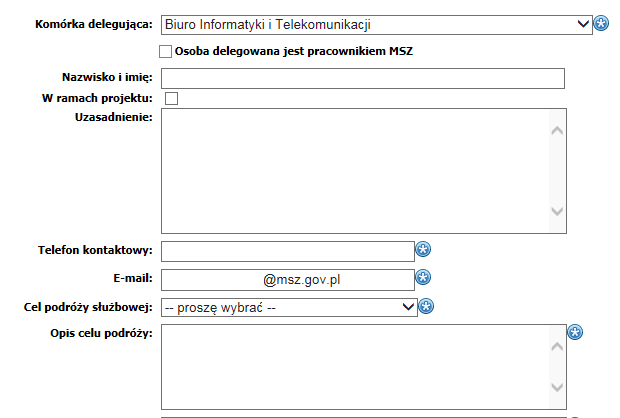 Komórka delegująca: Biuro Informatyki i Telekomunikacji
Osoba delegowana jest pracownikiem MSZ
Nazwisko i imię:
W ramach projektu:
Uzasadnienie:
Telefon kontaktowy:
E-mail: @msz.gov.pl
Cel podróży służbowej: -- proszę wybrać --
Opis celu podróży: